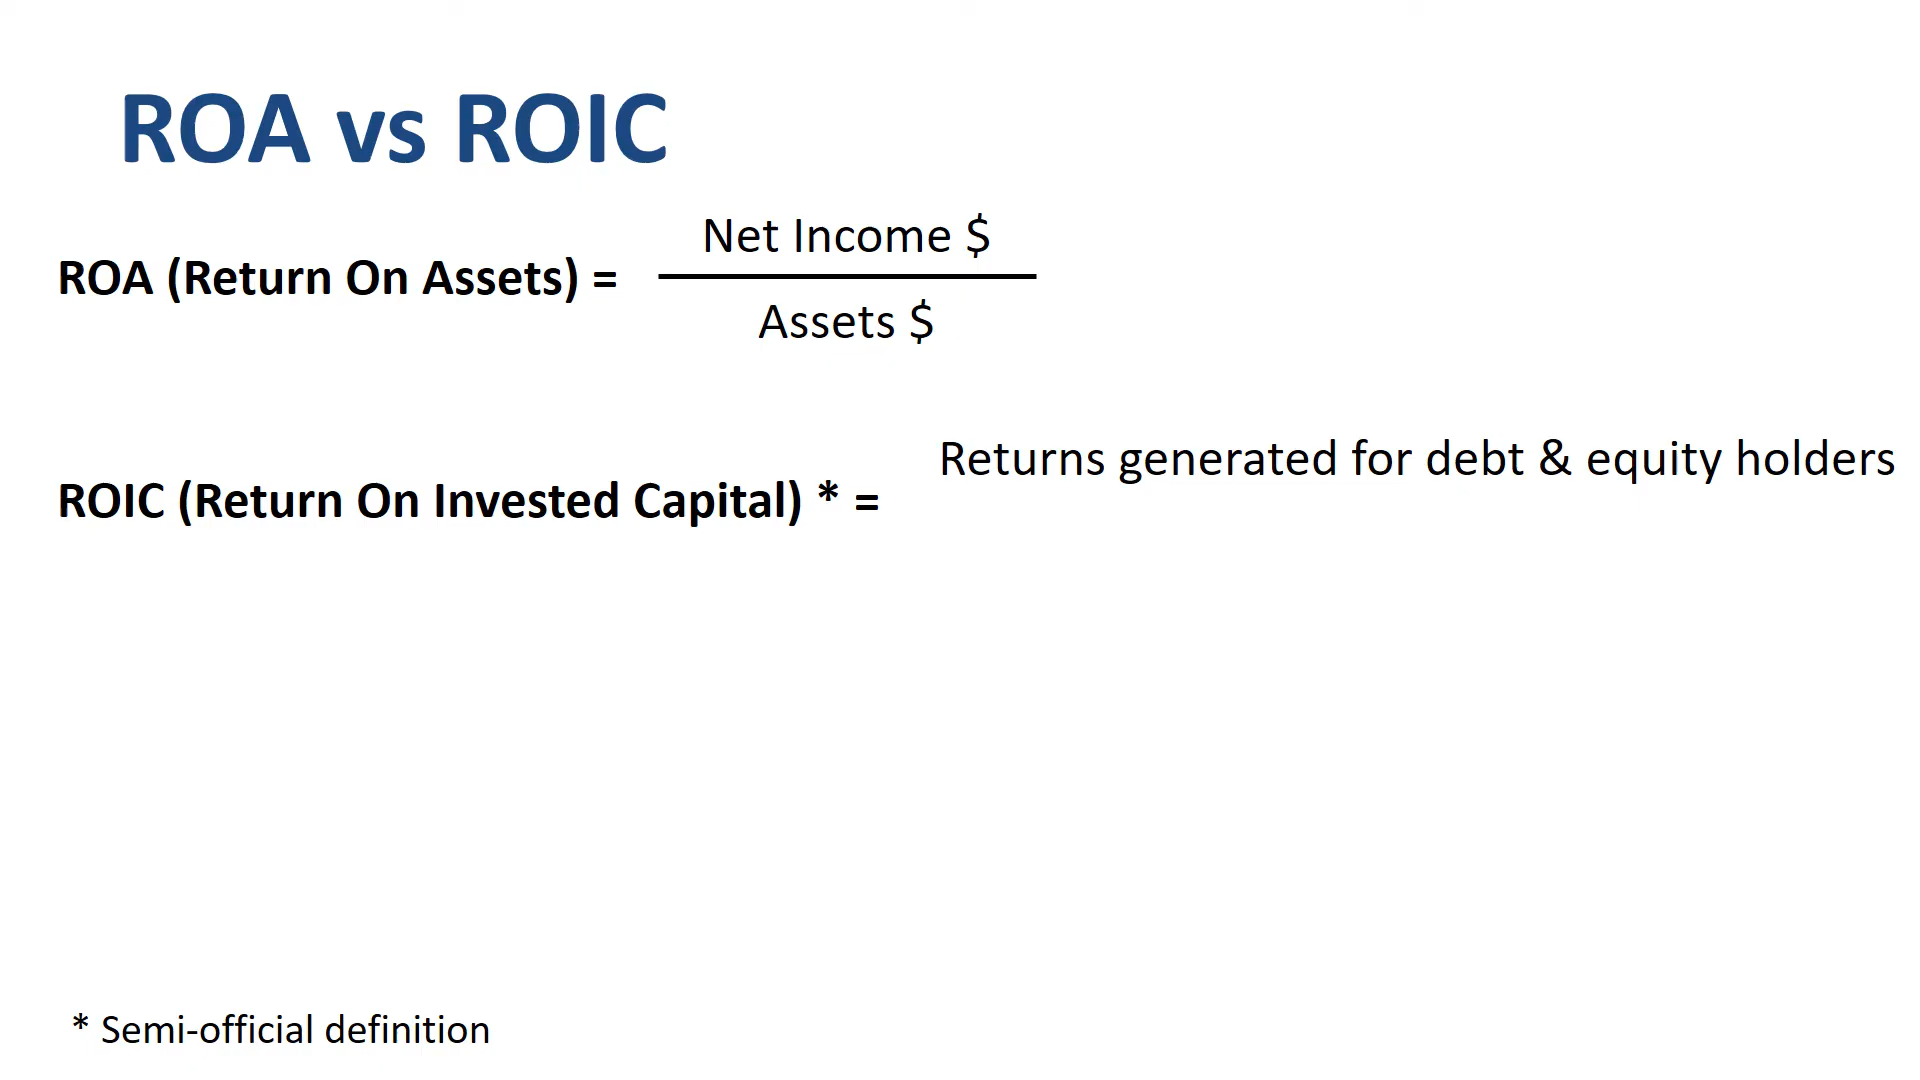 ROA vs ROIC
Net Income $
ROA (Return On Assets) =
Assets $
Returns generated for debt & equity holders
ROIC (Return On Invested Capital) * =
* Semi-official definition